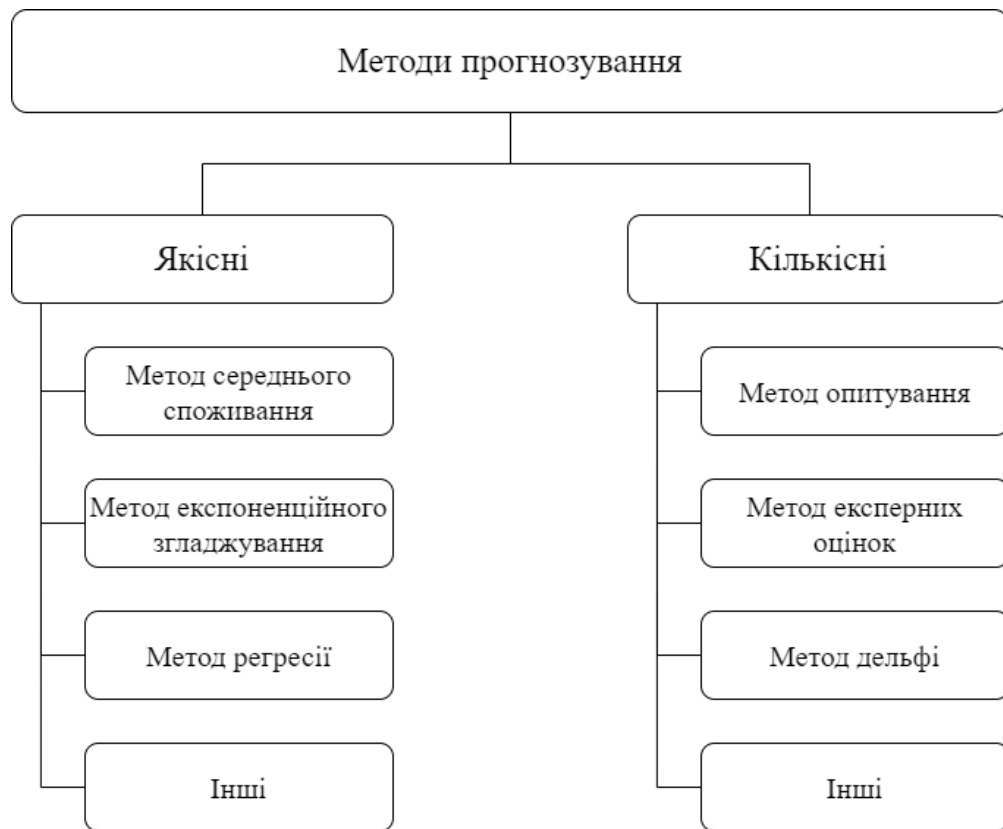 Методи прогнозування
Якісні
Метод середнього
споживання
Метод експоненційного
згладжування
Метод регресії
Інші
Кількісні
Метод опитування
Метод експерних
оцінок
Метод дельфі
Інші